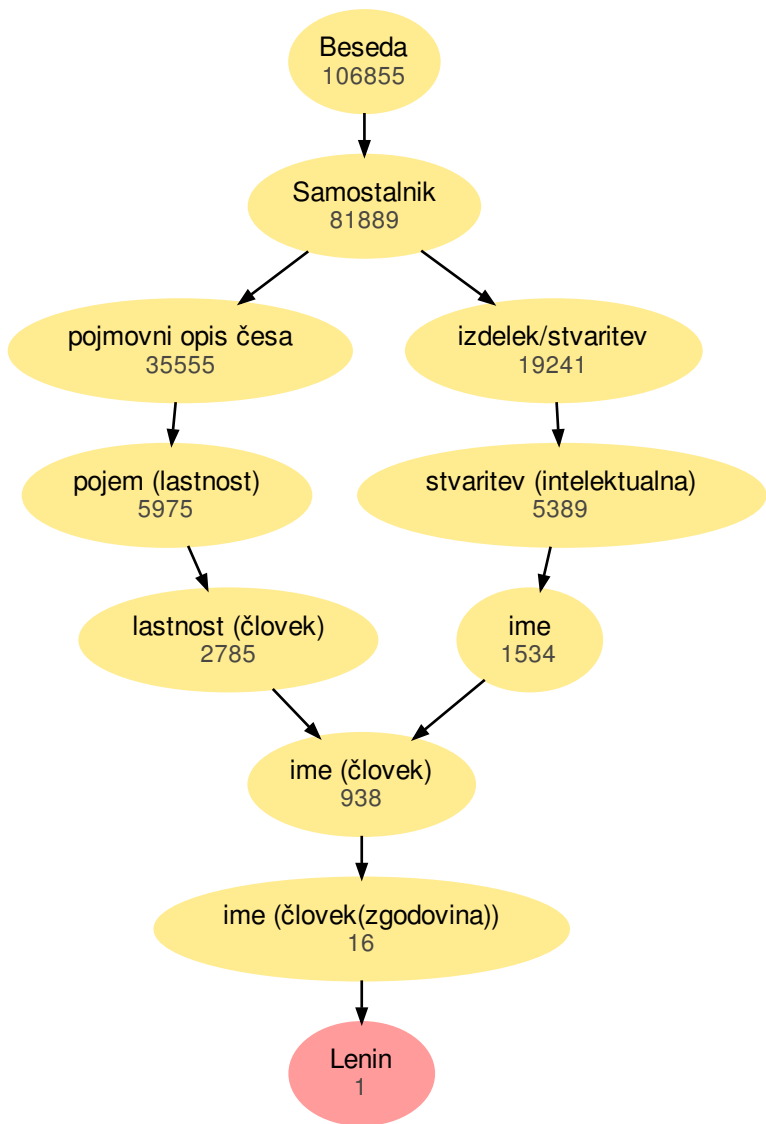 Beseda
106855
Samostalnik
81889
pojmovni opis česa
35555
izdelek/stvaritev
19241
pojem (lastnost)
5975
stvaritev (intelektualna)
5389
lastnost (človek)
2785
ime
1534
ime (človek)
938
ime (človek(zgodovina))
16
Lenin
1